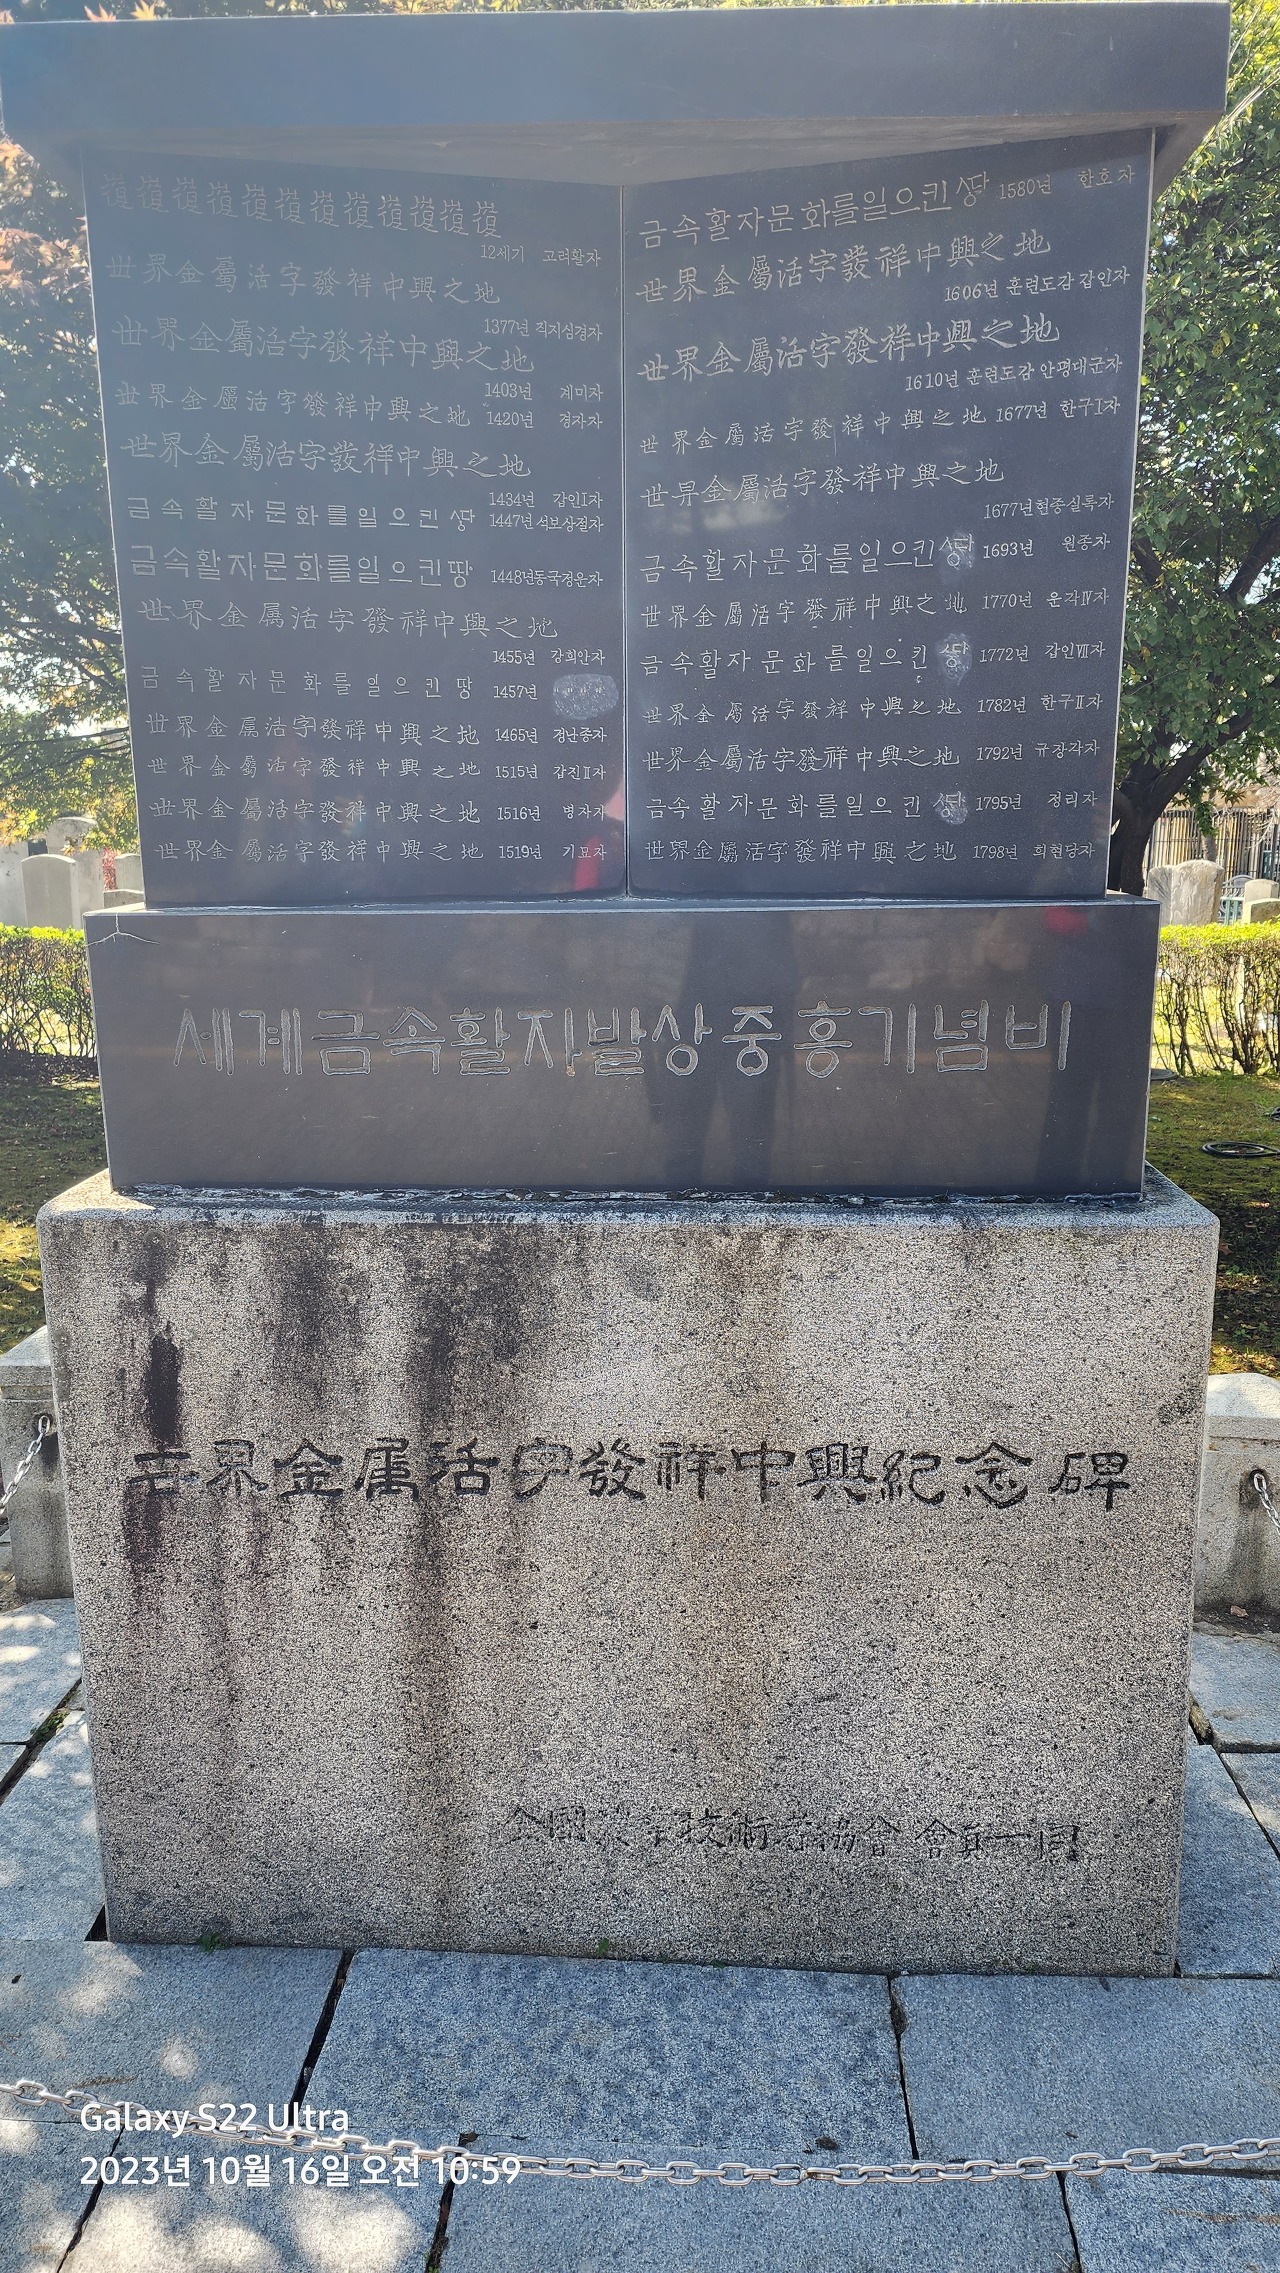 12세기 고려활자
世界金屬活字發祥中興之地
1377년 직지심경자
世界金屬活字發祥中興之地
1403년 계미자
世界金屬活字發祥中興之地 1420년 경자자
世界金屬活字發祥中興之地
1434년 갑인Ⅰ자
금속활자문화를일으킨ᄯᅡᆼ 1447년 석보상절자
금속활자문화를일으킨땅 1448년동국정운자
世界金屬活字發祥中興之地
1455년 강희안자
금속활자문화를일으킨땅 1457년
世界金属活字發祥中興之地 1465년 정난종자
世界金屬活字發祥中興之地 1515년 갑진Ⅱ자
世界金屬活字發祥中興之地 1516년 병자자
世界金屬活字發祥中興之地 1519년 기묘자
금속활자문화를일으킨ᄯᅡᆼ 1580년 한호자
世界金屬活字發祥中興之地
1606년 훈련도감 갑인자
世界金屬活字發祥中興之地
1610년 훈련도감 안평대군자
世界金屬活字發祥中興之地 1677년 한구Ⅰ자
世界金屬活字發祥中興之地
1677년현종실록자
금속활자문화를일으킨ᄯᅡᆼ 1693년 원종자
世界金屬活字發祥中興之地 1770년 운각Ⅳ자
금속활자문화를일으킨ᄯᅡᆼ 1772년 갑인Ⅶ자
世界金屬活字發祥中興之地 1782년 한구Ⅱ자
世界金屬活字發祥中興之地 1792년 규장각자
금속활자문화를일으킨ᄯᅡᆼ 1795년 정리자
世界金屬活字發祥中興之地 1798년 희현당자
세계금속활자발상중흥기념비
世界金属活字發祥中興紀念碑
全國活字技術者協會 會員一同
Galaxy S22 Ultra
2023년 10월 16일 오전 10:59